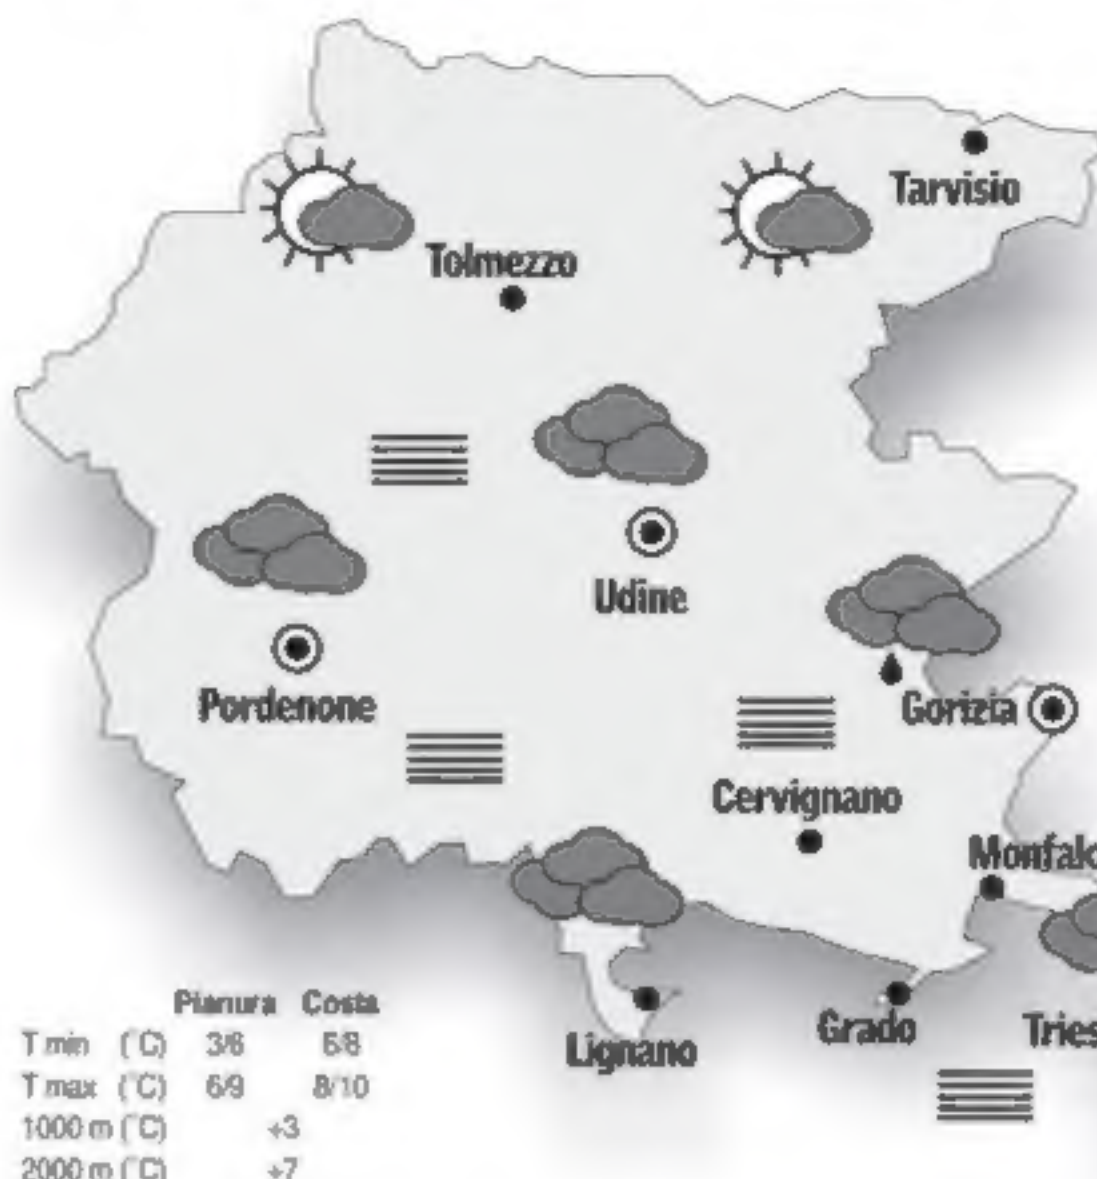 Tarvisio
Tolmezzo
Udine
Pordenone
Gorizia
Cervignano
Monfalc
Lignano
Grado
Tries
Pianura Costa
T min (°C) 3/6 6/8
T max (°C) 6/9 8/10
1000 m (°C) +3
2000 m (°C) +7